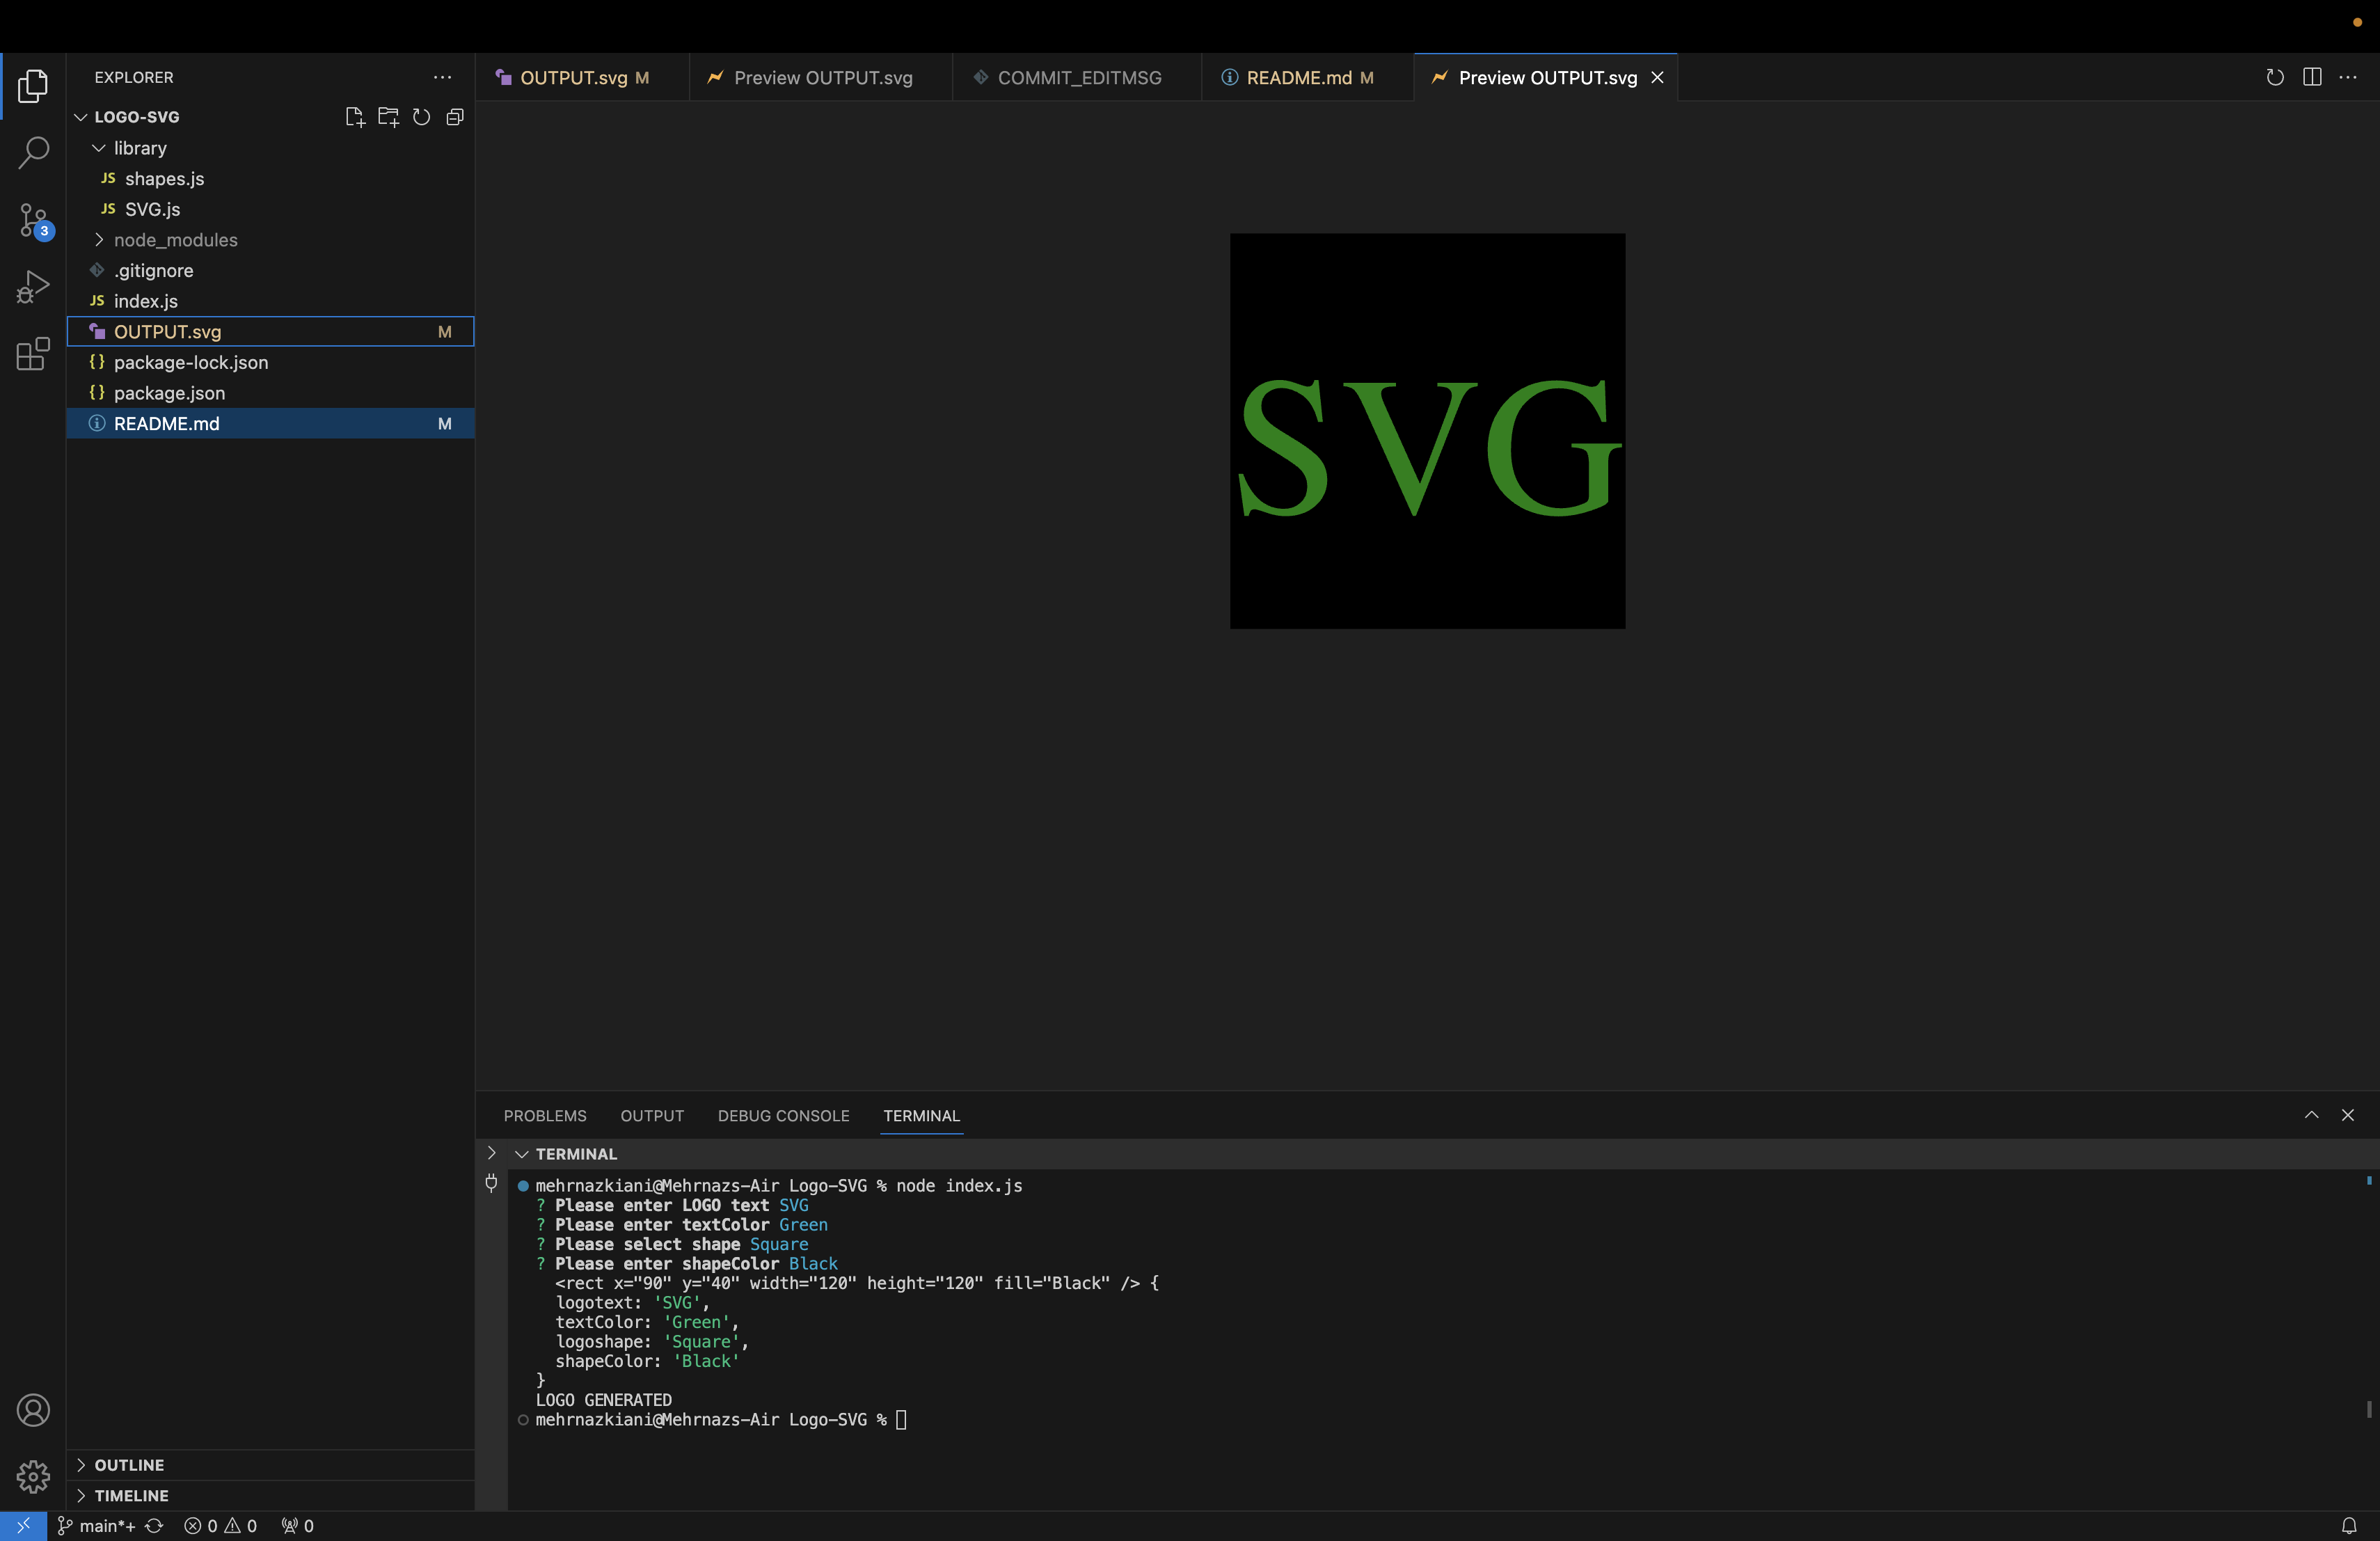 EXPLORER
LOGO-SVG
library
JS shapes.js
JS SVG.js
node_modules
.gitignore
JS index.js
OUTPUT.svg M
{} package-lock.json
{} package.json
README.md M
OUTLINE
TIMELINE
3
OUTPUT.svg M
Preview OUTPUT.svg
COMMIT_EDITMSG
README.md M
Preview OUTPUT.svg
SVG
PROBLEMS OUTPUT DEBUG CONSOLE TERMINAL
TERMINAL
mehrnazkiani@Mehrnazs-Air Logo-SVG % node index.js
? Please enter LOGO text SVG
? Please enter textColor Green
? Please select shape Square
? Please enter shapeColor Black
<rect x="90" y="40" width="120" height="120" fill="Black" /> {
logotext: 'SVG',
textColor: 'Green',
logoshape: 'Square',
shapeColor: 'Black'
}
LOGO GENERATED
mehrnazkiani@Mehrnazs-Air Logo-SVG %
main*+ 0 0 0